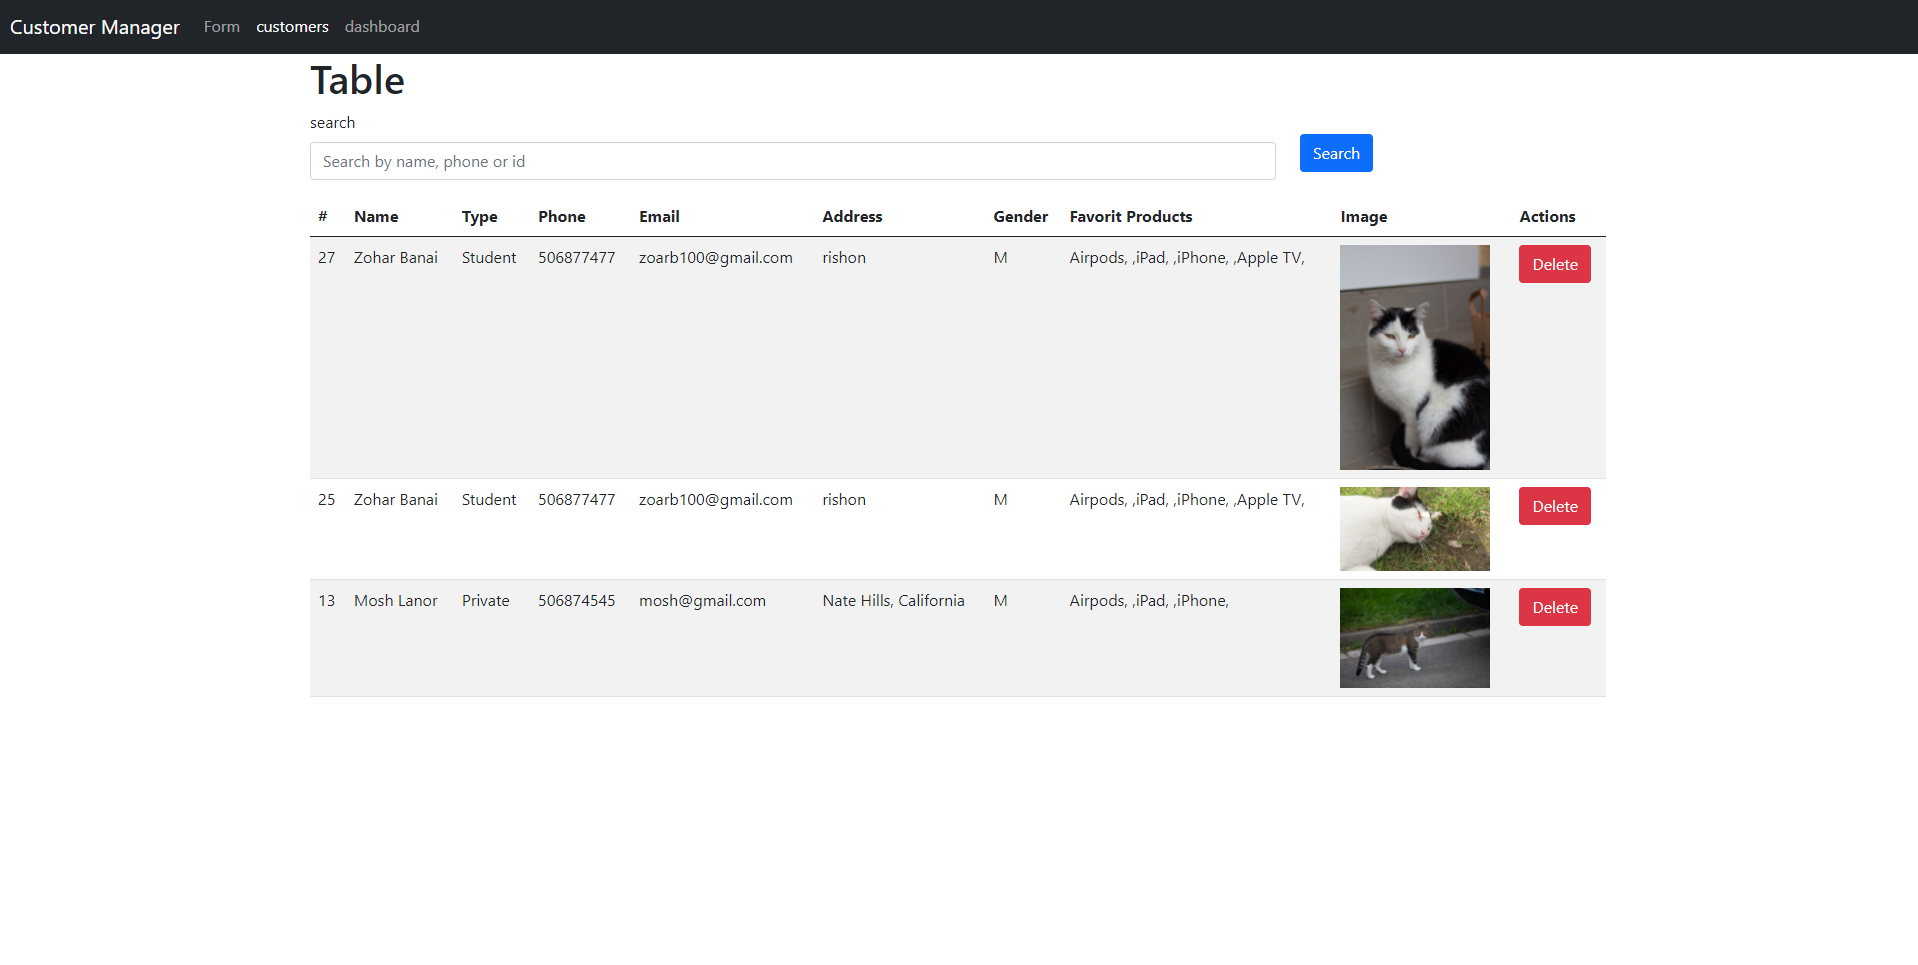 Customer Manager Form customers dashboard
Table
search
Search by name, phone or id Search
# Name Type Phone Email Address Gender Favorit Products Image Actions
27 Zohar Banai Student 506877477 zoarb100@gmail.com rishon M Airpods, ,iPad, ,iPhone, ,Apple TV, Delete
25 Zohar Banai Student 506877477 zoarb100@gmail.com rishon M Airpods, ,iPad, ,iPhone, ,Apple TV, Delete
13 Mosh Lanor Private 506874545 mosh@gmail.com Nate Hills, California M Airpods, ,iPad, ,iPhone, Delete